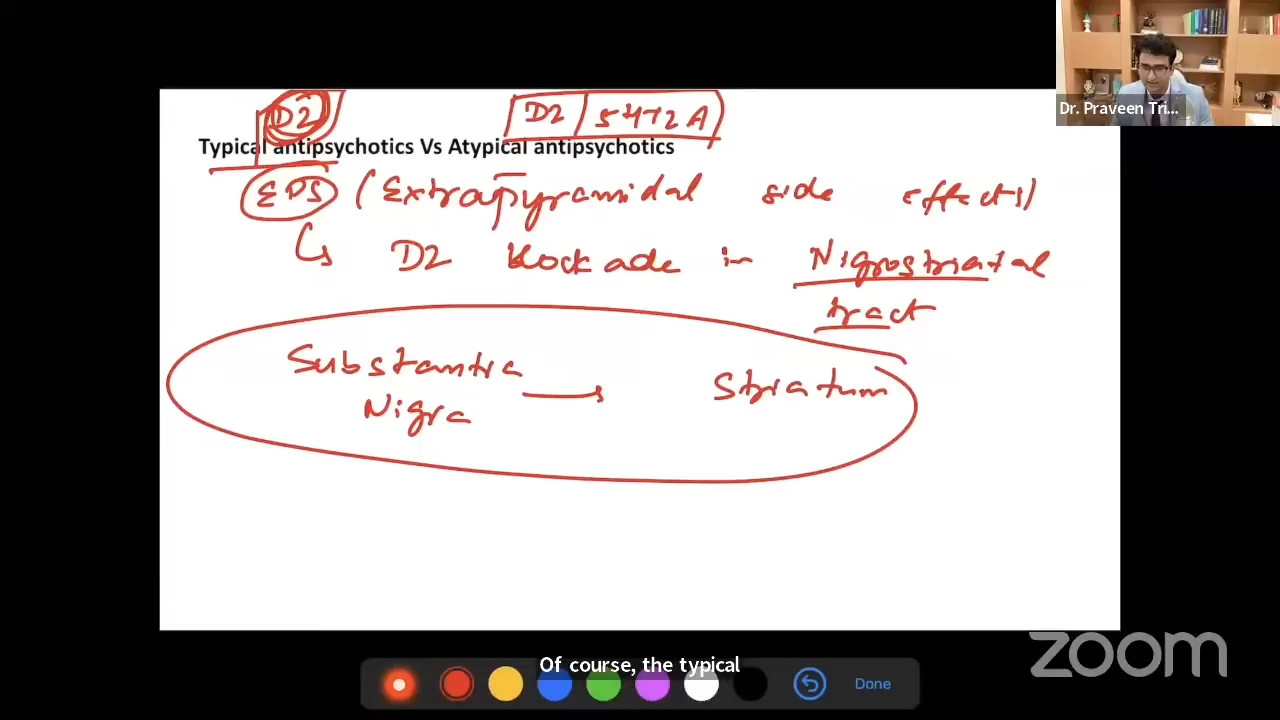 Dr. Praveen Tri...
D2
D2 5HT2A
Typical antipsychotics Vs Atypical antipsychotics
EPS (Extrapyramidal side effects)
D2 blockade in Nigrostriatal
tract
Substantia
Nigra
Striatum
zoom
Of course, the typical
Done